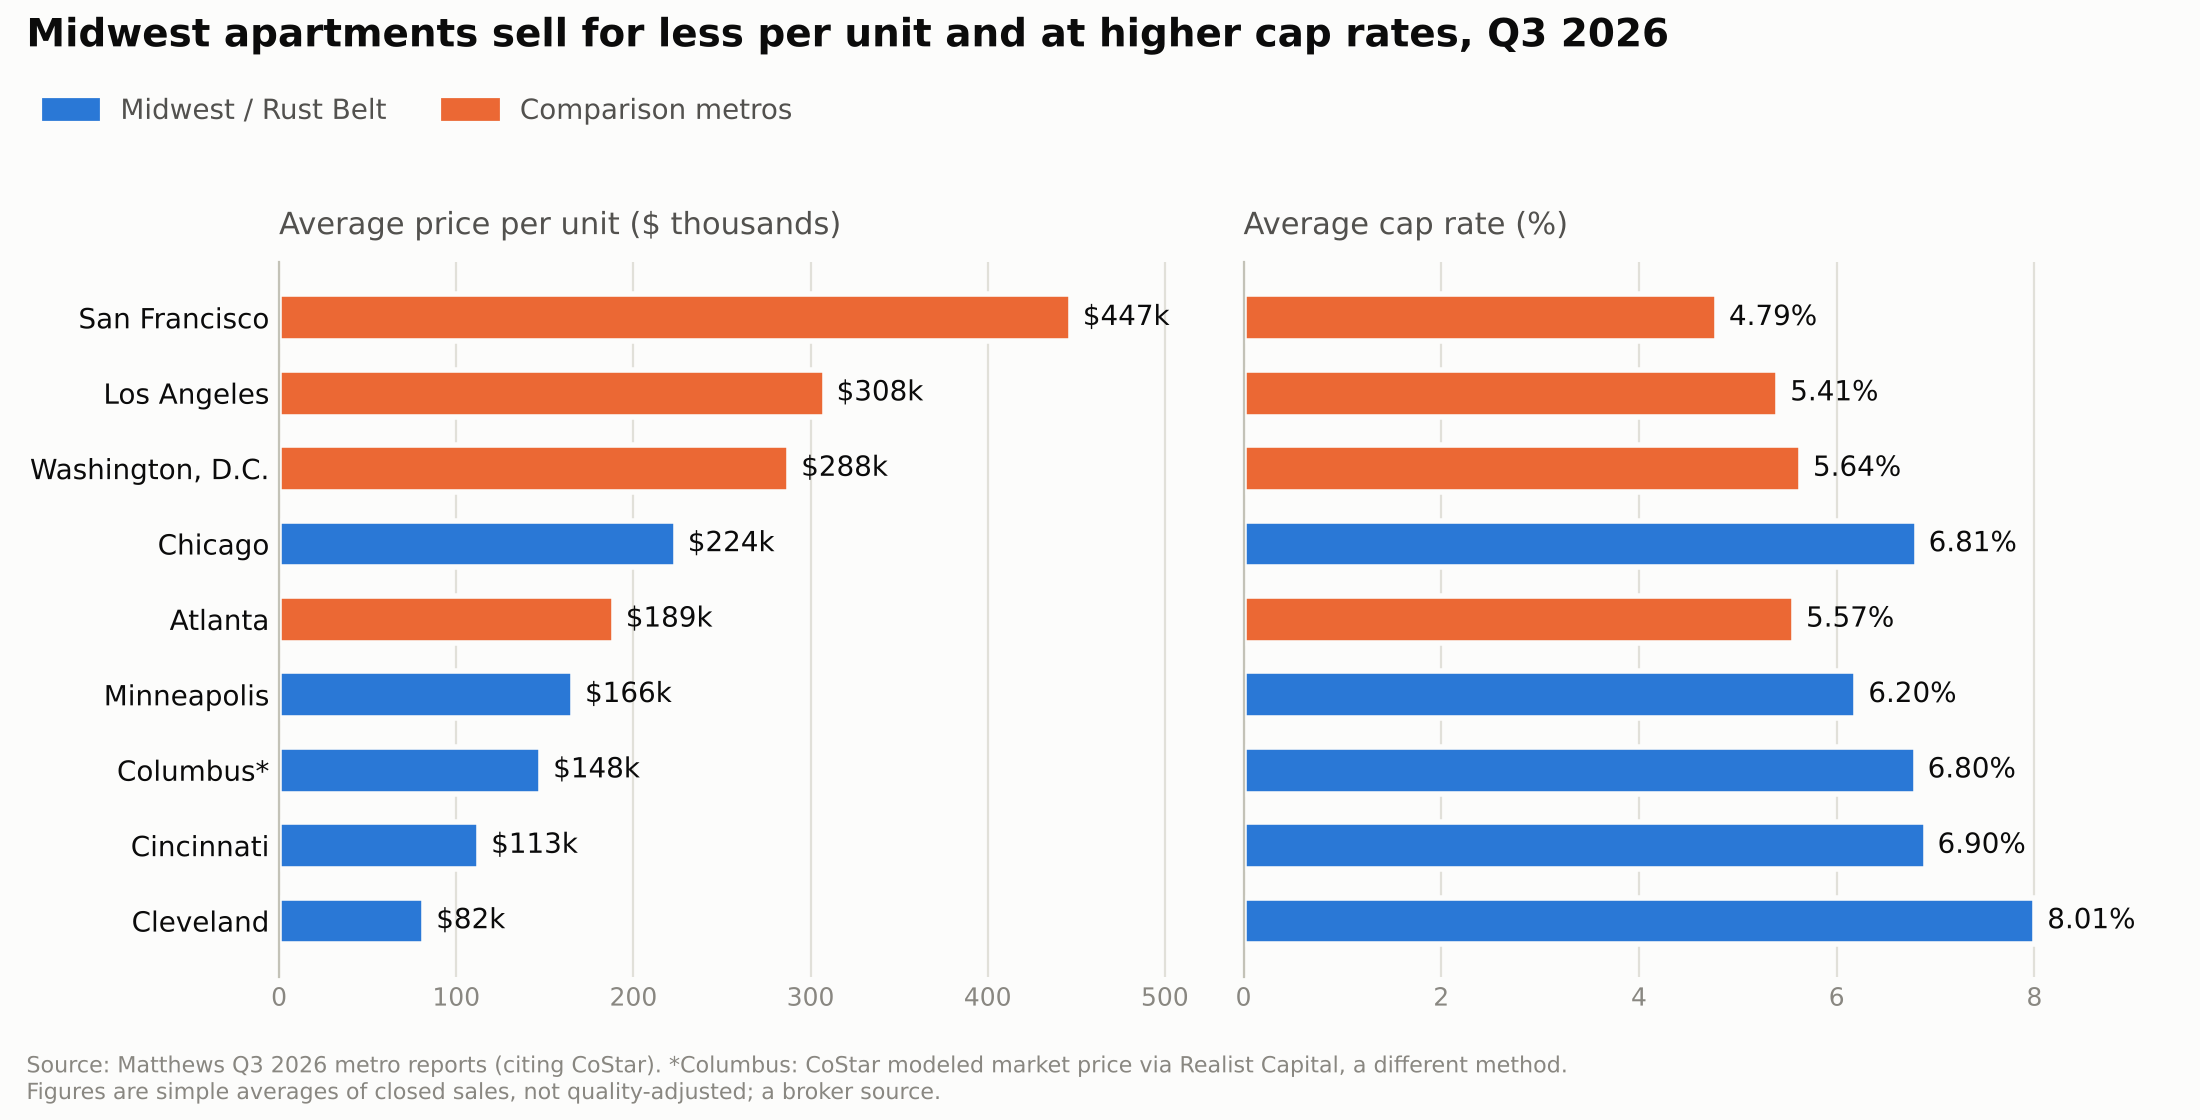 Midwest apartments sell for less per unit and at higher cap rates, Q3 2026
Midwest / Rust Belt
Comparison metros
Average price per unit ($ thousands)
San Francisco
$447k
Los Angeles
$308k
Washington, D.C.
$288k
Chicago
$224k
Atlanta
$189k
Minneapolis
$166k
Columbus*
$148k
Cincinnati
$113k
Cleveland
$82k
0 100 200 300 400 500
Average cap rate (%)
4.79%
5.41%
5.64%
6.81%
5.57%
6.20%
6.80%
6.90%
8.01%
0 2 4 6 8
Source: Matthews Q3 2026 metro reports (citing CoStar). *Columbus: CoStar modeled market price via Realist Capital, a different method.
Figures are simple averages of closed sales, not quality-adjusted; a broker source.